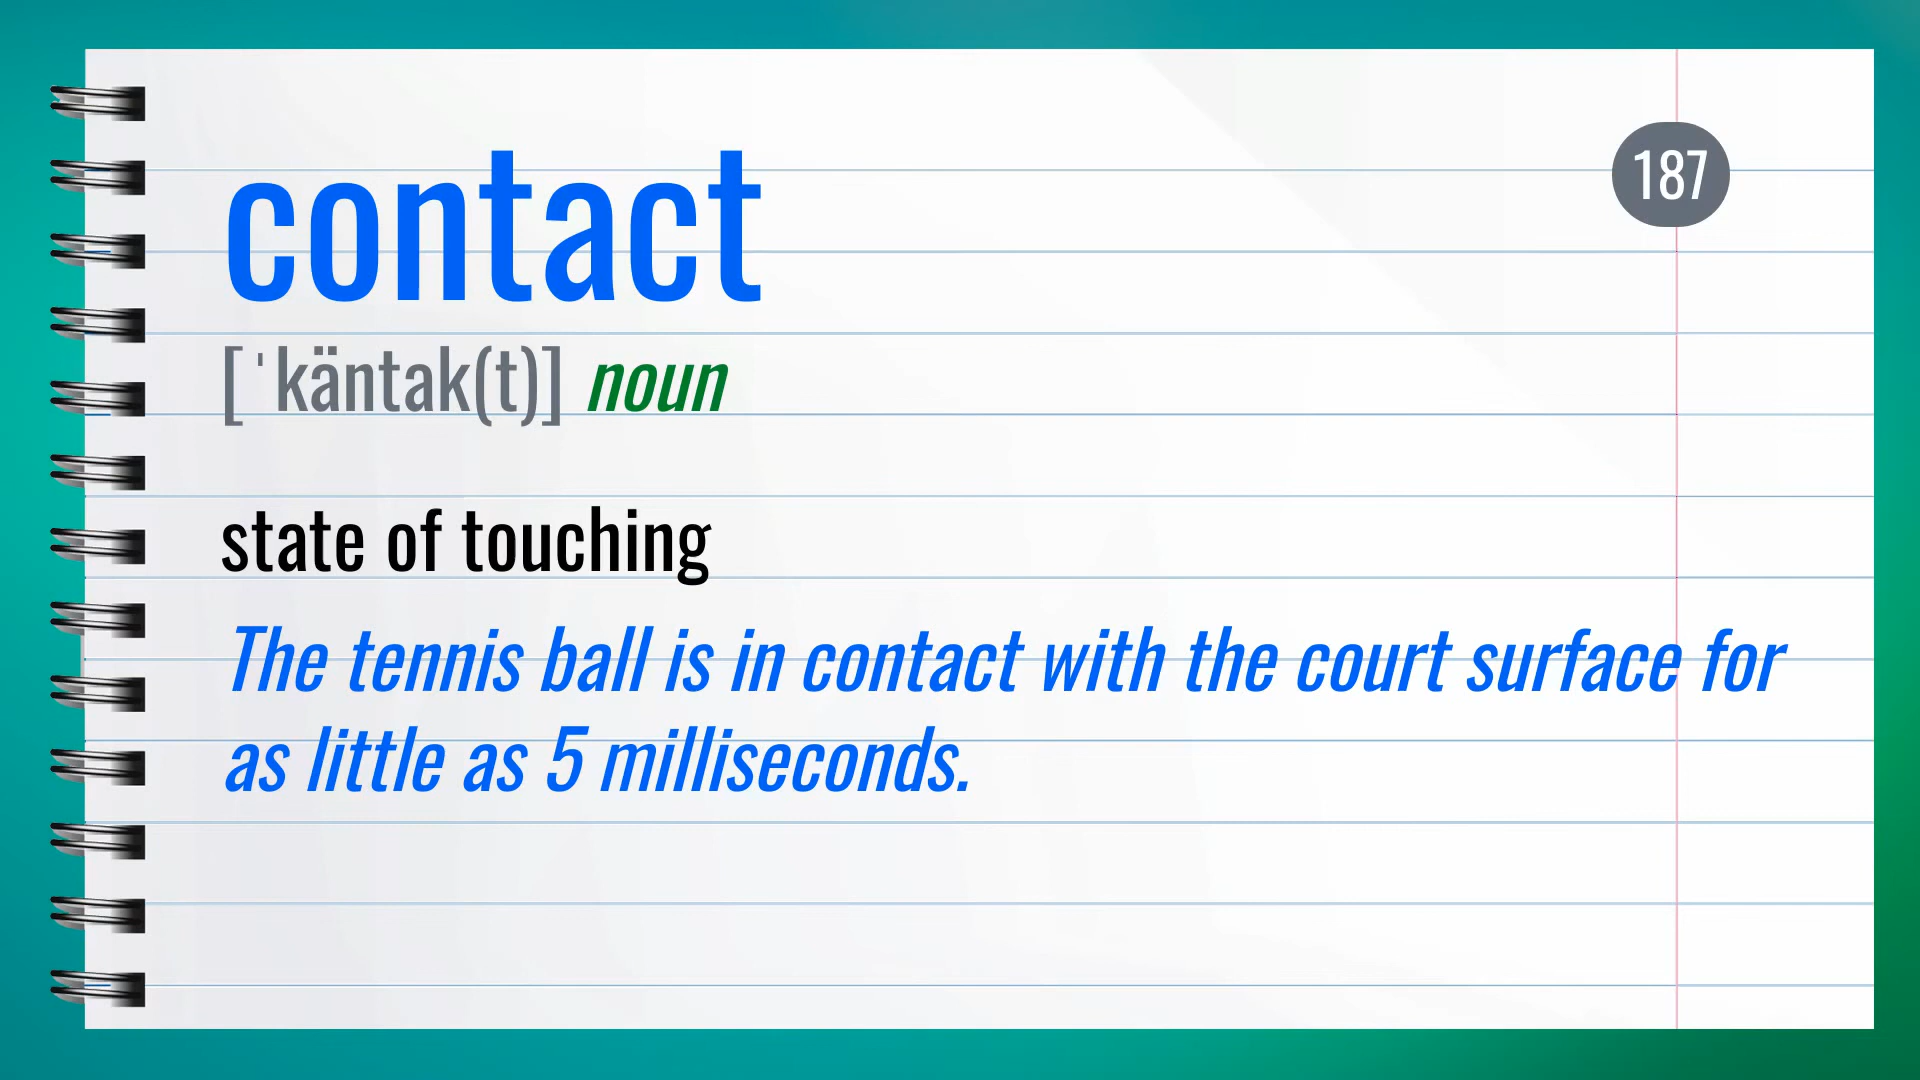 contact
187
[ˈkäntak(t)] noun
state of touching
The tennis ball is in contact with the court surface for
as little as 5 milliseconds.